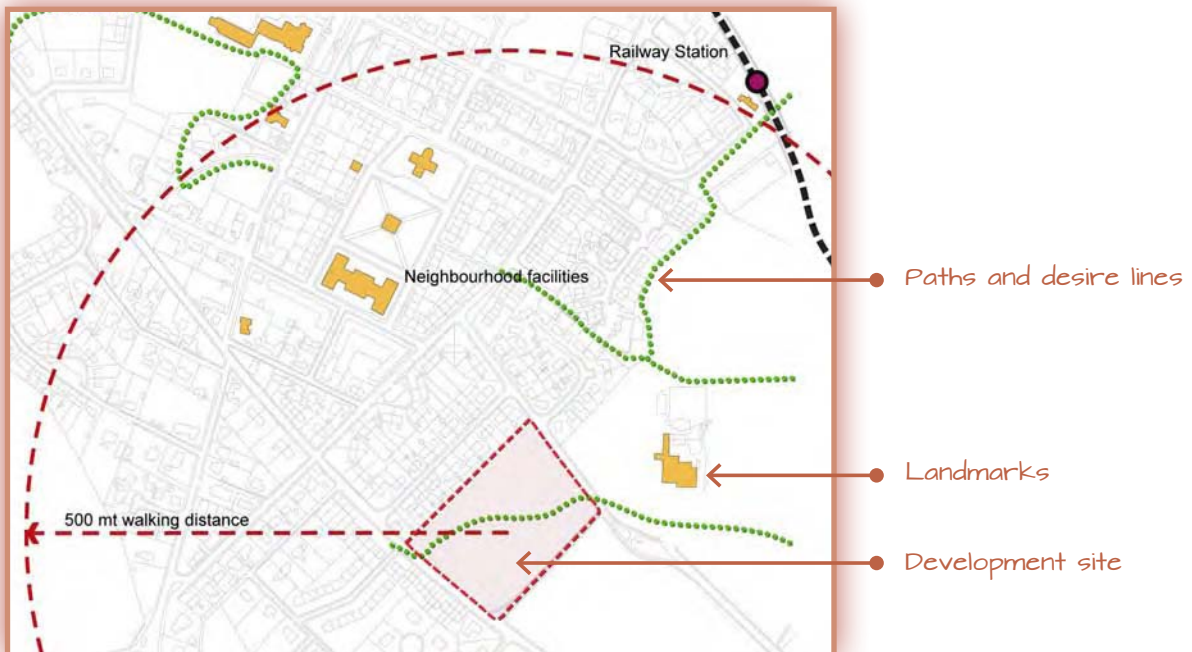 Railway Station
Neighbourhood facilities
Paths and desire lines
Landmarks
500 mt walking distance
Development site